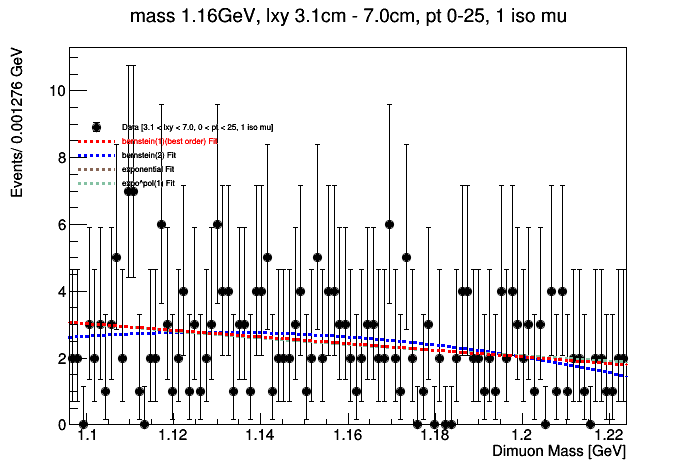 mass 1.16GeV, lxy 3.1cm - 7.0cm, pt 0-25, 1 iso mu
Events/ 0.001276 GeV
10
8
6
4
2
0
Data [3.1 < lxy < 7.0, 0 < pt < 25, 1 iso mu]
bernstein(1)(best order) Fit
bernstein(2) Fit
exponential Fit
expo*pol(1) Fit
1.1 1.12 1.14 1.16 1.18 1.2 1.22
Dimuon Mass [GeV]